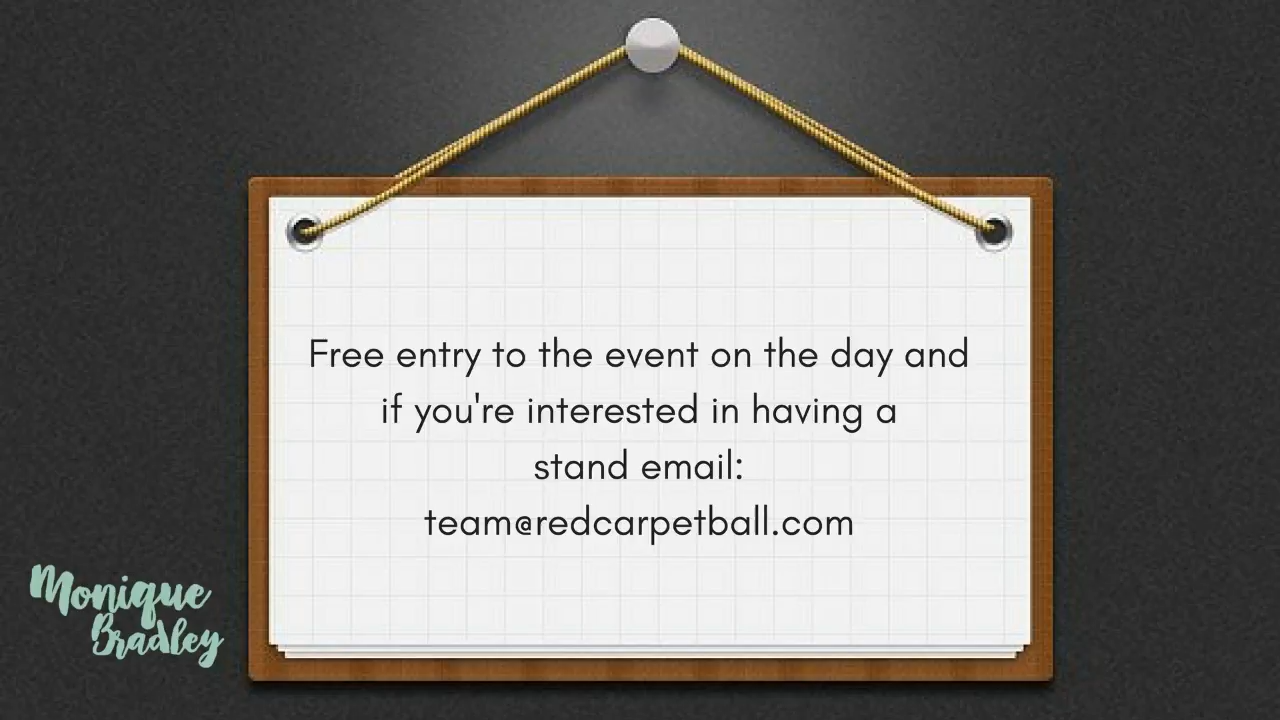 Free entry to the event on the day and
if you're interested in having a
stand email:
team@redcarpetball.com
Monique
Bradley